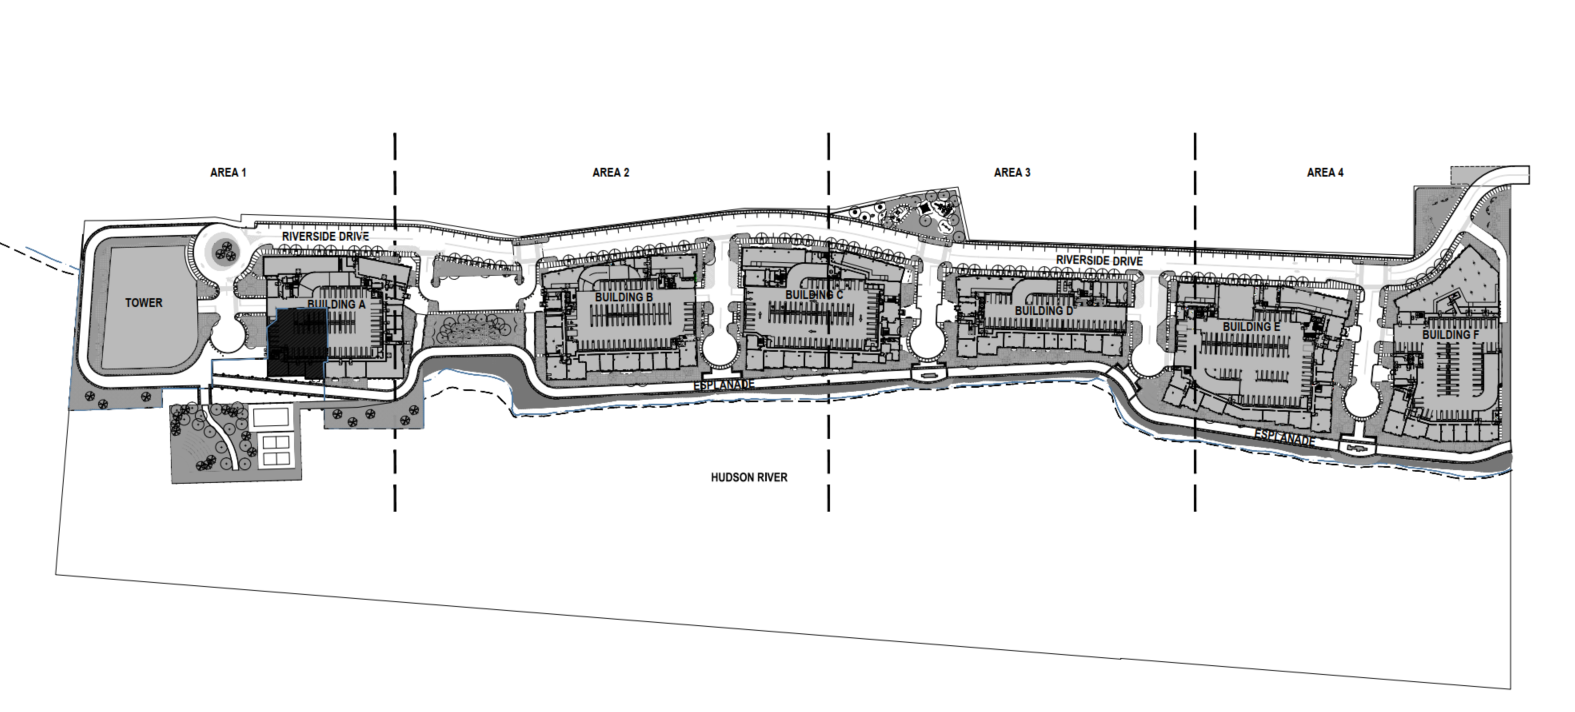 AREA 1
AREA 2
AREA 3
AREA 4
RIVERSIDE DRIVE
RIVERSIDE DRIVE
TOWER
BUILDING A
BUILDING B
BUILDING C
BUILDING D
BUILDING E
BUILDING F
ESPLANADE
ESPLANADE
HUDSON RIVER